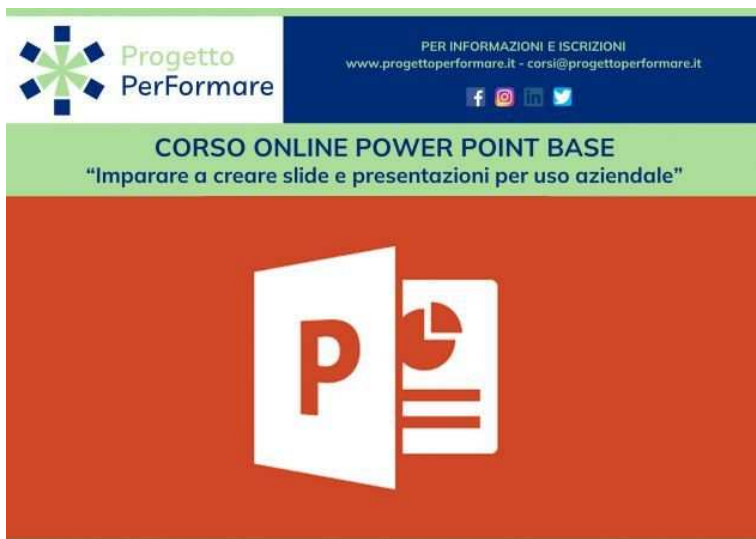 Progetto
PerFormare
PER INFORMAZIONI E ISCRIZIONI
www.progettoperformare.it - corsi@progettoperformare.it
CORSO ONLINE POWER POINT BASE
“Imparare a creare slide e presentazioni per uso aziendale”
P